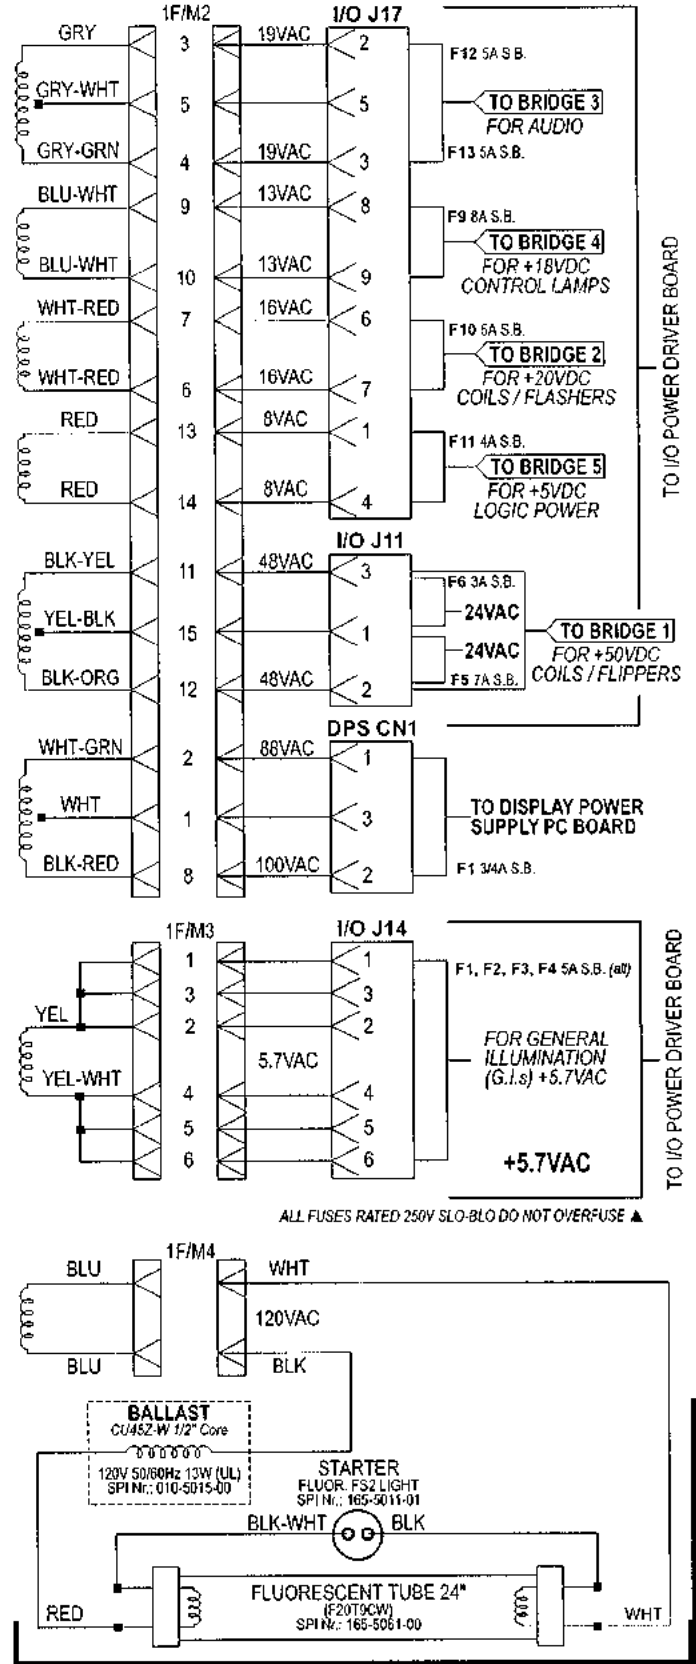 1F/M2
I/O J17
GRY 3 19VAC 2
F12 5A S.B.
GRY-WHT 5 5
TO BRIDGE 3
FOR AUDIO
GRY-GRN 4 19VAC 3
F13 5A S.B.
BLU-WHT 9 13VAC 8
F9 8A S.B.
TO BRIDGE 4
FOR +18VDC
CONTROL LAMPS
BLU-WHT 10 13VAC 9
WHT-RED 7 16VAC 6
F10 5A S.B.
TO BRIDGE 2
FOR +20VDC
COILS / FLASHERS
WHT-RED 6 16VAC 7
RED 13 8VAC 1
F11 4A S.B.
TO BRIDGE 5
FOR +5VDC
LOGIC POWER
RED 14 8VAC 4
TO I/O POWER DRIVER BOARD
I/O J11
BLK-YEL 11 48VAC 3
F6 3A S.B.
24VAC
YEL-BLK 15 1
TO BRIDGE 1
24VAC
FOR +50VDC
COILS / FLIPPERS
BLK-ORG 12 48VAC 2
F5 7A S.B.
DPS CN1
WHT-GRN 2 88VAC 1
WHT 1 3
TO DISPLAY POWER
SUPPLY PC BOARD
BLK-RED 8 100VAC 2
F1 3/4A S.B.
1F/M3
I/O J14
1 1
F1, F2, F3, F4 5A S.B. (all)
3 3
YEL 2 2
FOR GENERAL
ILLUMINATION
(G.I.s) +5.7VAC
5.7VAC
YEL-WHT 4 4
5 5
6 6
+5.7VAC
TO I/O POWER DRIVER BOARD
ALL FUSES RATED 250V SLO-BLO DO NOT OVERFUSE ▲
1F/M4
BLU WHT
120VAC
BLU BLK
BALLAST
CU45Z-W 1/2" Core
120V 50/60Hz 13W (UL)
SPI Nr.: 010-5015-00
STARTER
FLUOR. FS2 LIGHT
SPI Nr.: 165-5011-01
BLK-WHT BLK
FLUORESCENT TUBE 24"
(F20T9CW)
SPI Nr.: 165-5061-00
RED WHT